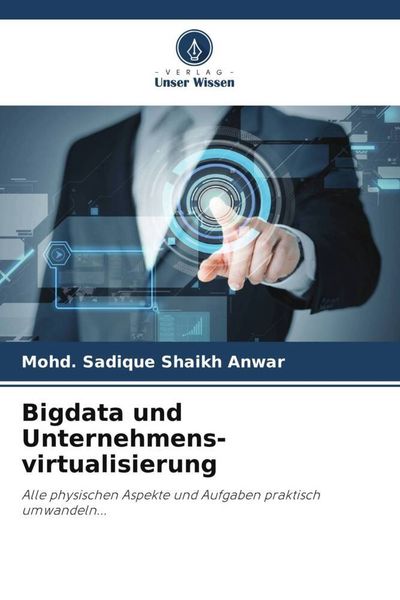 - VERLAG -
Unser Wissen
Mohd. Sadique Shaikh Anwar
Bigdata und
Unternehmens-
virtualisierung
Alle physischen Aspekte und Aufgaben praktisch
umwandeln...